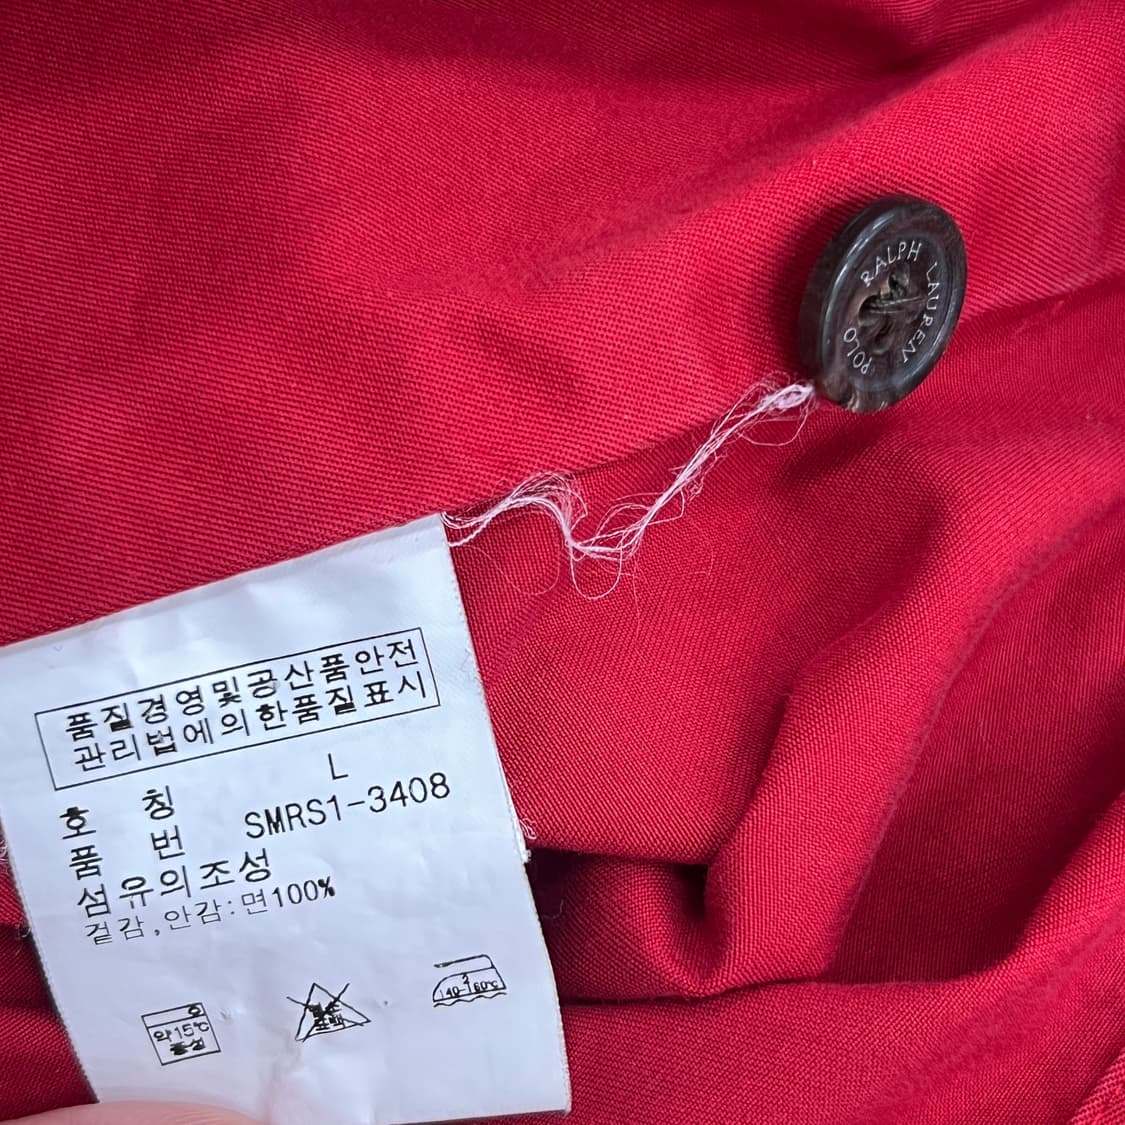 POLO RALPH LAUREN
품질경영및공산품안전
관리법에의한품질표시
호 칭 L
품 번 SMRS1-3408
섬유의조성
겉감,안감:면100%
약15℃
중성